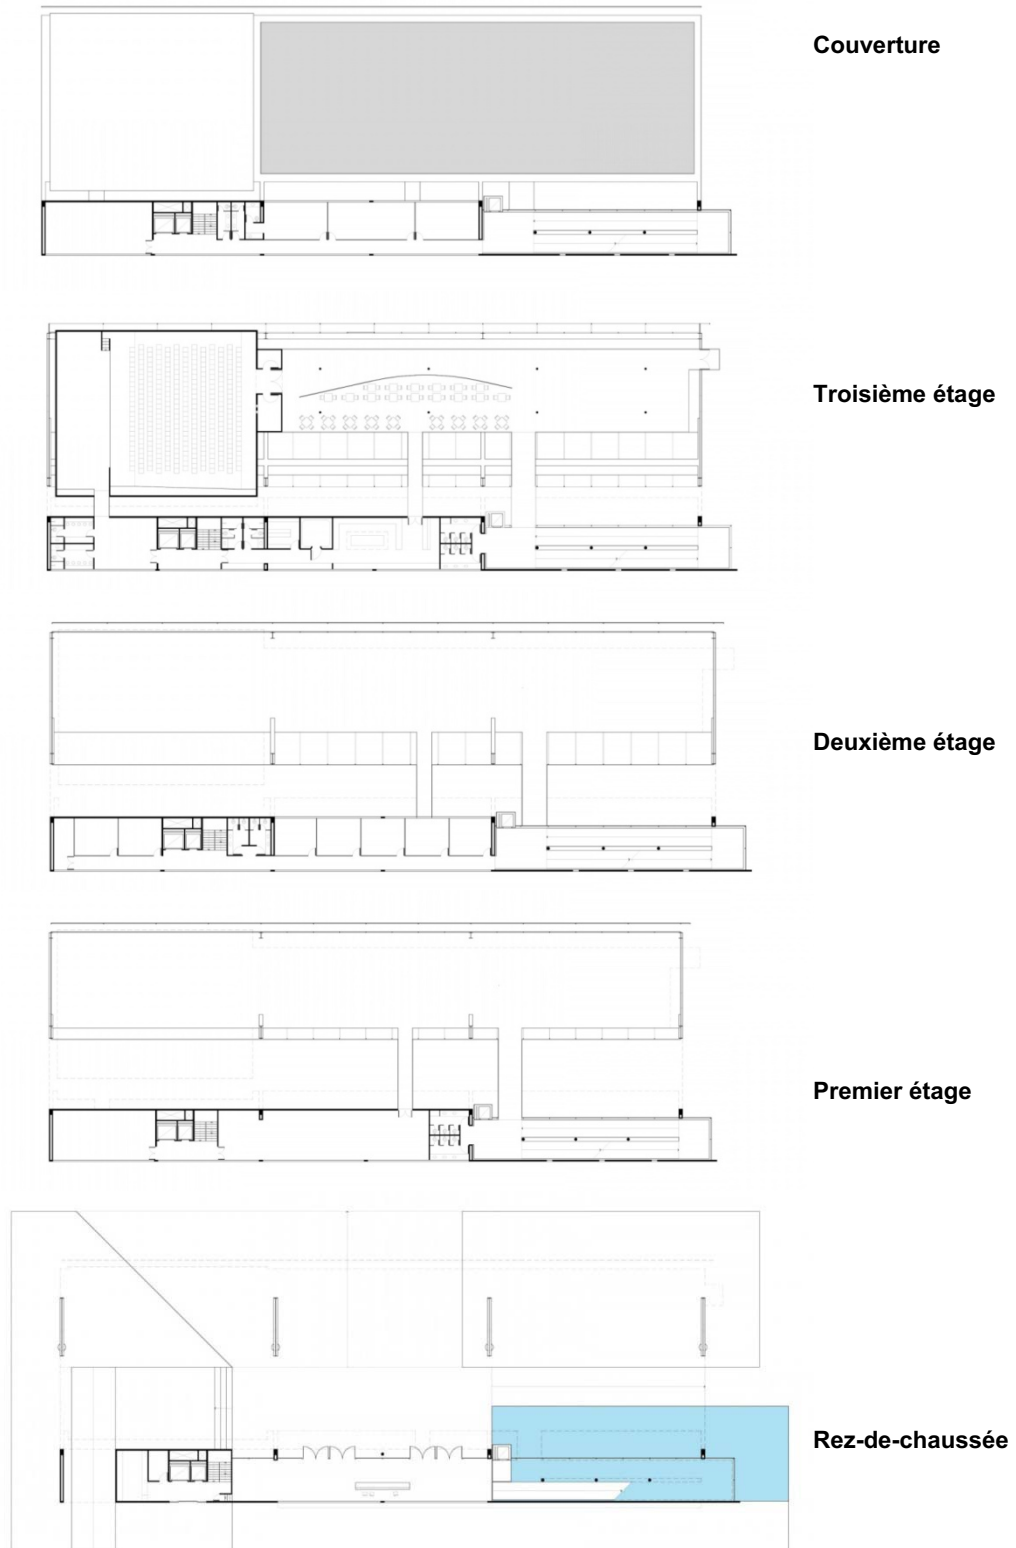 Couverture
Troisième étage
Deuxième étage
Premier étage
Rez-de-chaussée